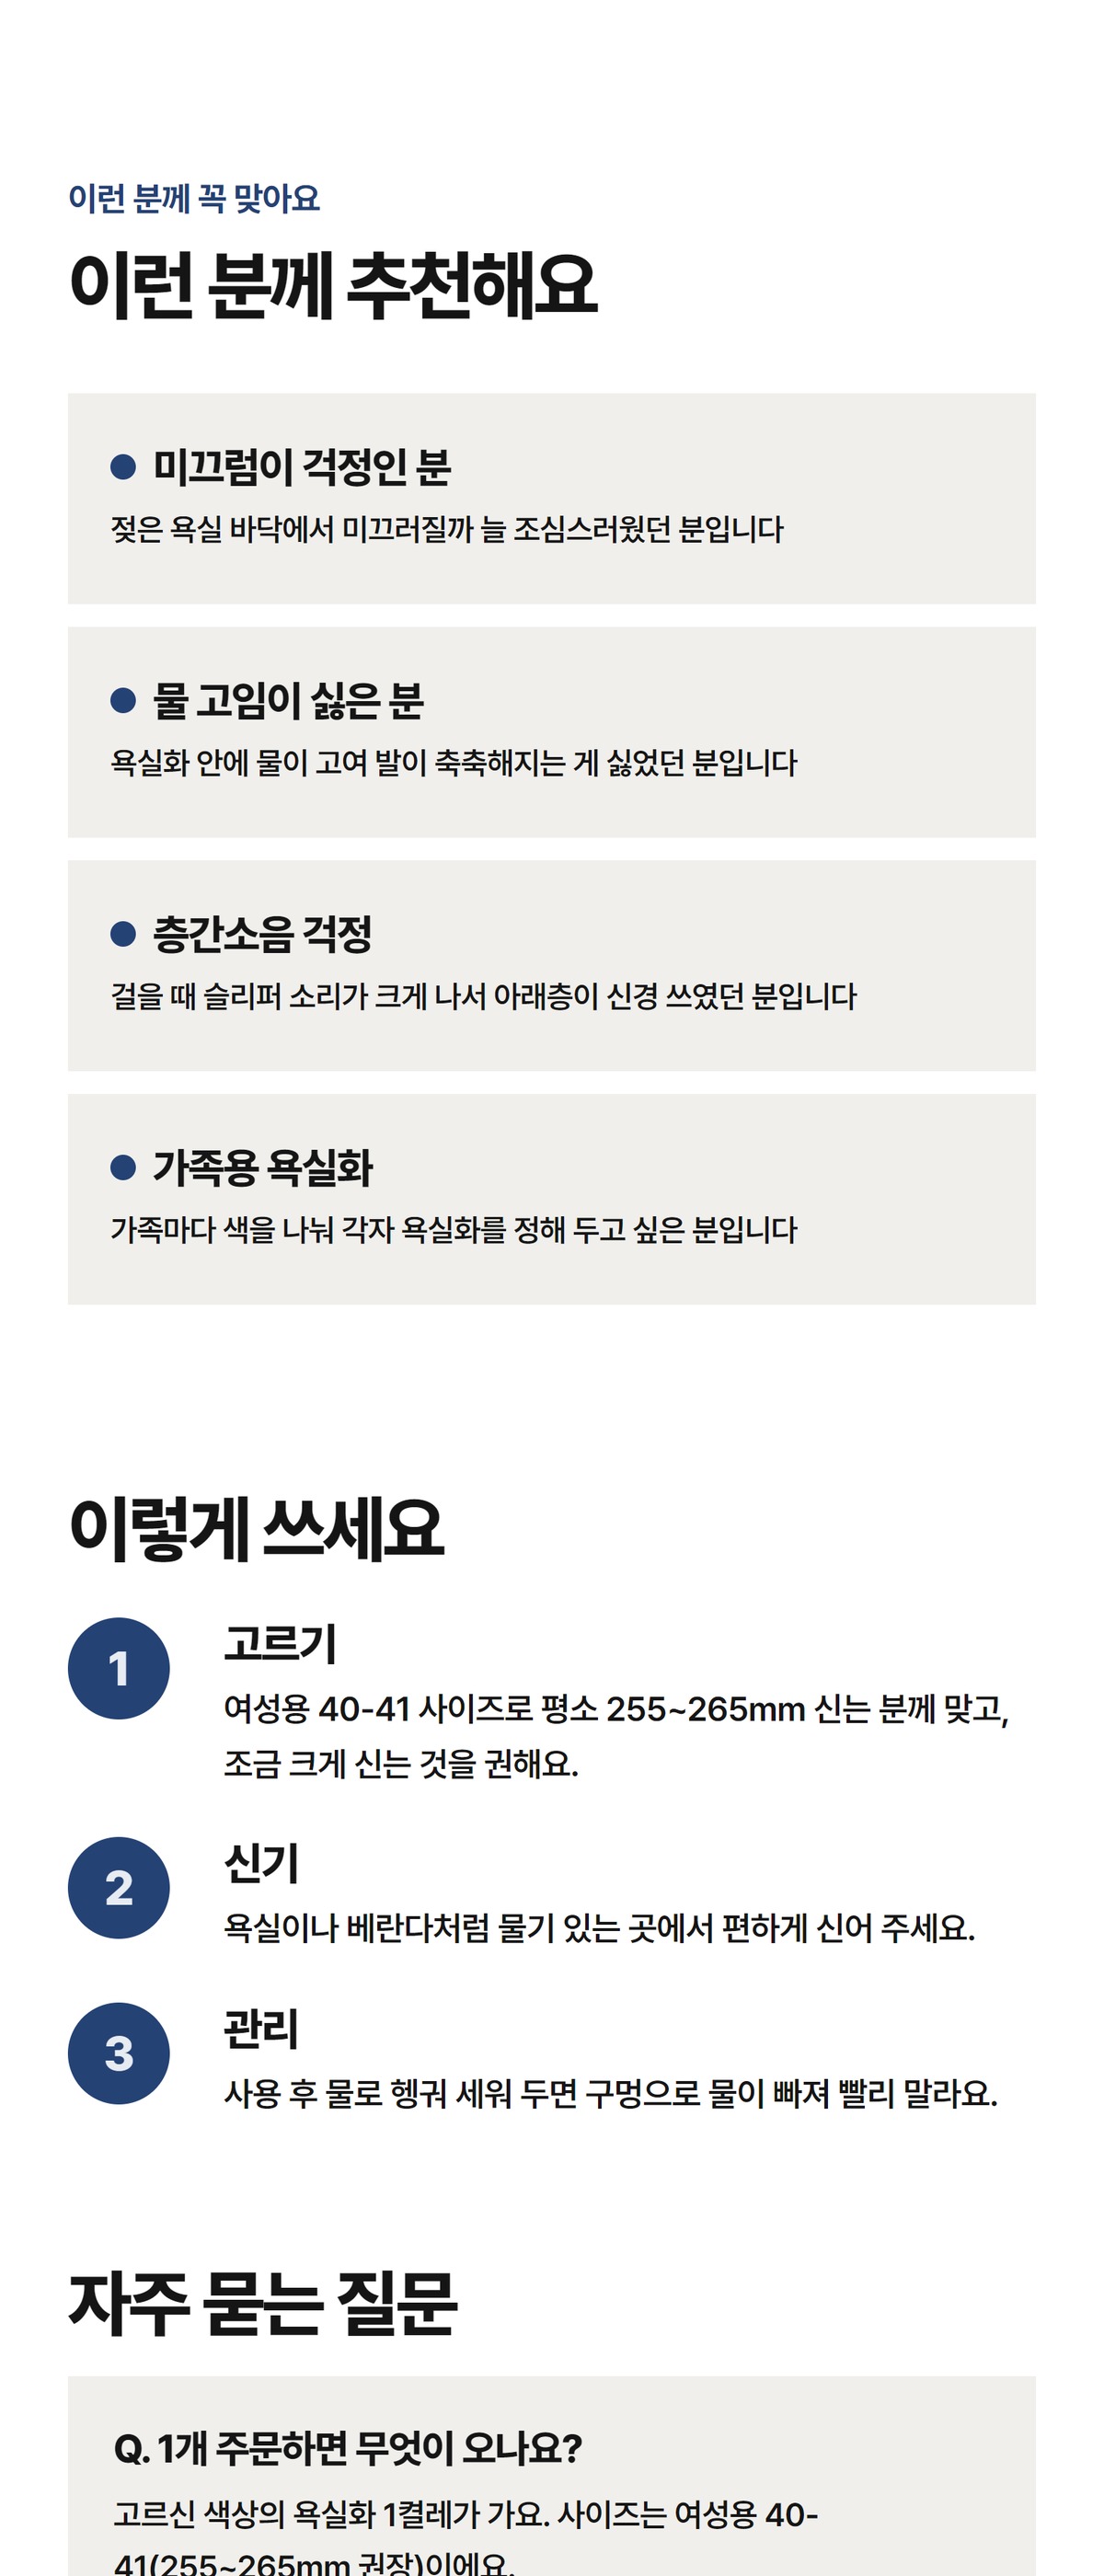 이런 분께 꼭 맞아요
이런 분께 추천해요
미끄럼이 걱정인 분
젖은 욕실 바닥에서 미끄러질까 늘 조심스러웠던 분입니다
물 고임이 싫은 분
욕실화 안에 물이 고여 발이 축축해지는 게 싫었던 분입니다
층간소음 걱정
걸을 때 슬리퍼 소리가 크게 나서 아래층이 신경 쓰였던 분입니다
가족용 욕실화
가족마다 색을 나눠 각자 욕실화를 정해 두고 싶은 분입니다
이렇게 쓰세요
1
고르기
여성용 40-41 사이즈로 평소 255~265mm 신는 분께 맞고,
조금 크게 신는 것을 권해요.
2
신기
욕실이나 베란다처럼 물기 있는 곳에서 편하게 신어 주세요.
3
관리
사용 후 물로 헹궈 세워 두면 구멍으로 물이 빠져 빨리 말라요.
자주 묻는 질문
Q. 1개 주문하면 무엇이 오나요?
고르신 색상의 욕실화 1켤레가 가요. 사이즈는 여성용 40-
41(255~265mm 권장)이에요.